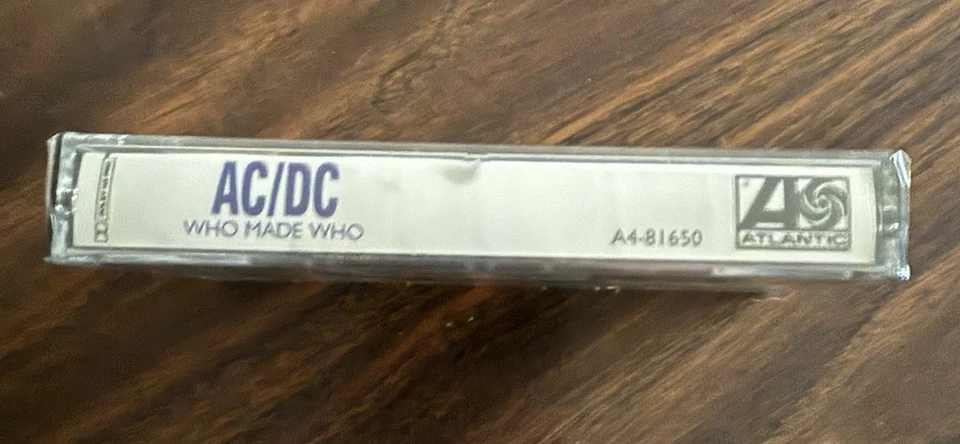 AC/DC
WHO MADE WHO
A4-81650
ATLANTIC